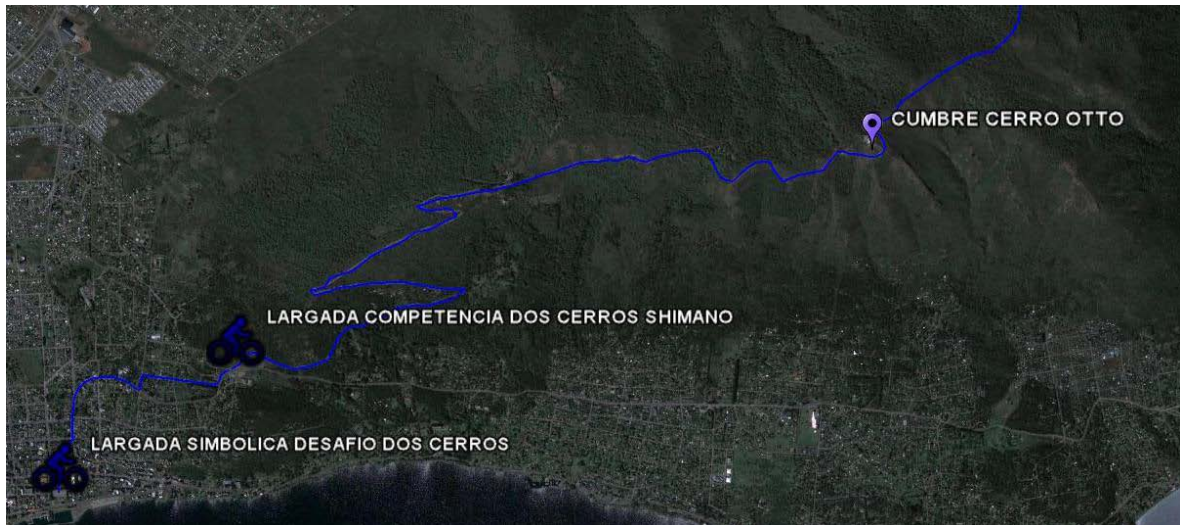 CUMBRE CERRO OTTO
LARGADA COMPETENCIA DOS CERROS SHIMANO
LARGADA SIMBOLICA DESAFIO DOS CERROS